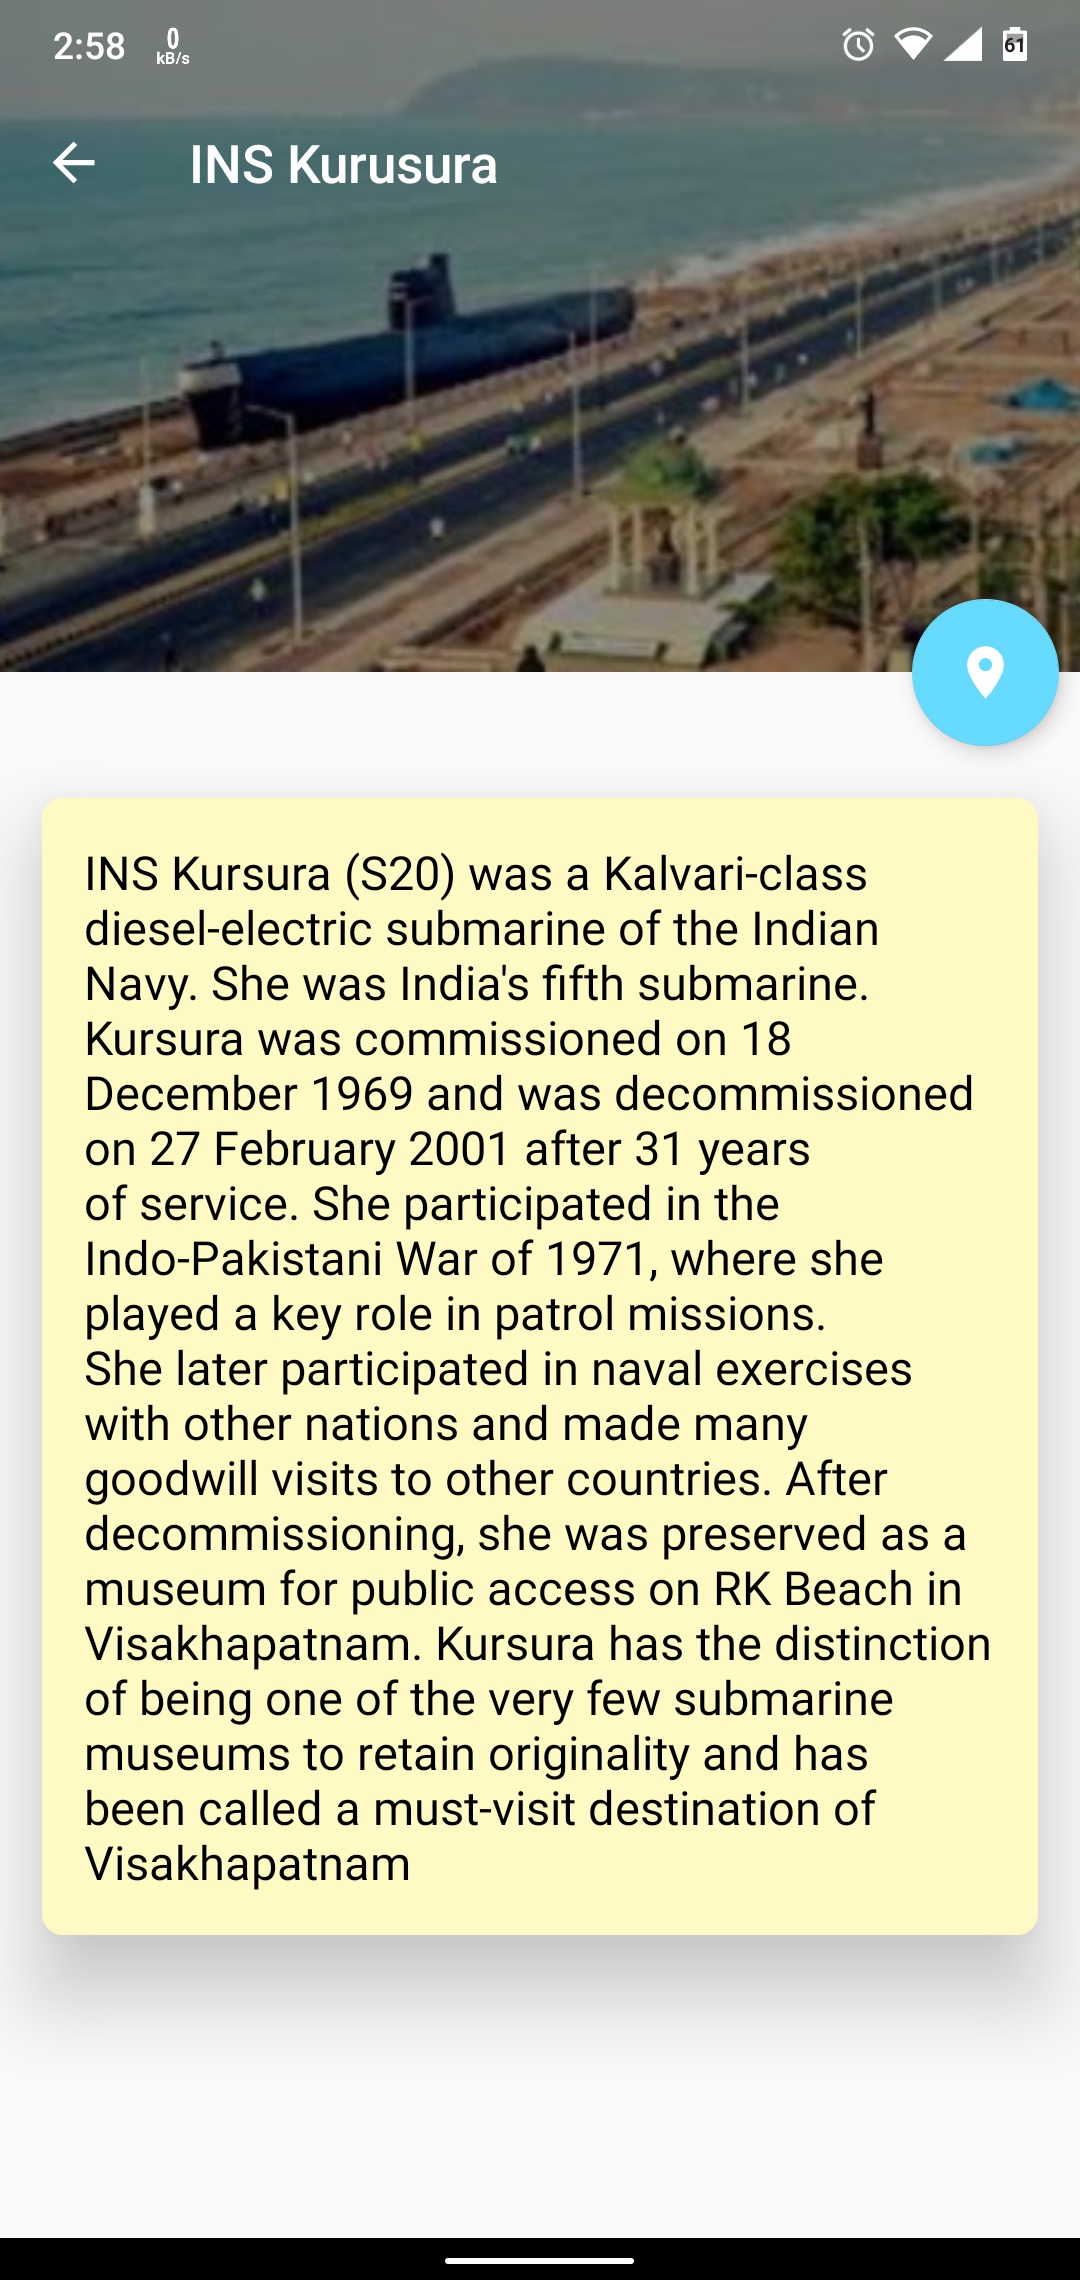 2:58
0
kB/s
61
INS Kurusura
INS Kursura (S20) was a Kalvari-class
diesel-electric submarine of the Indian
Navy. She was India's fifth submarine.
Kursura was commissioned on 18
December 1969 and was decommissioned
on 27 February 2001 after 31 years
of service. She participated in the
Indo-Pakistani War of 1971, where she
played a key role in patrol missions.
She later participated in naval exercises
with other nations and made many
goodwill visits to other countries. After
decommissioning, she was preserved as a
museum for public access on RK Beach in
Visakhapatnam. Kursura has the distinction
of being one of the very few submarine
museums to retain originality and has
been called a must-visit destination of
Visakhapatnam